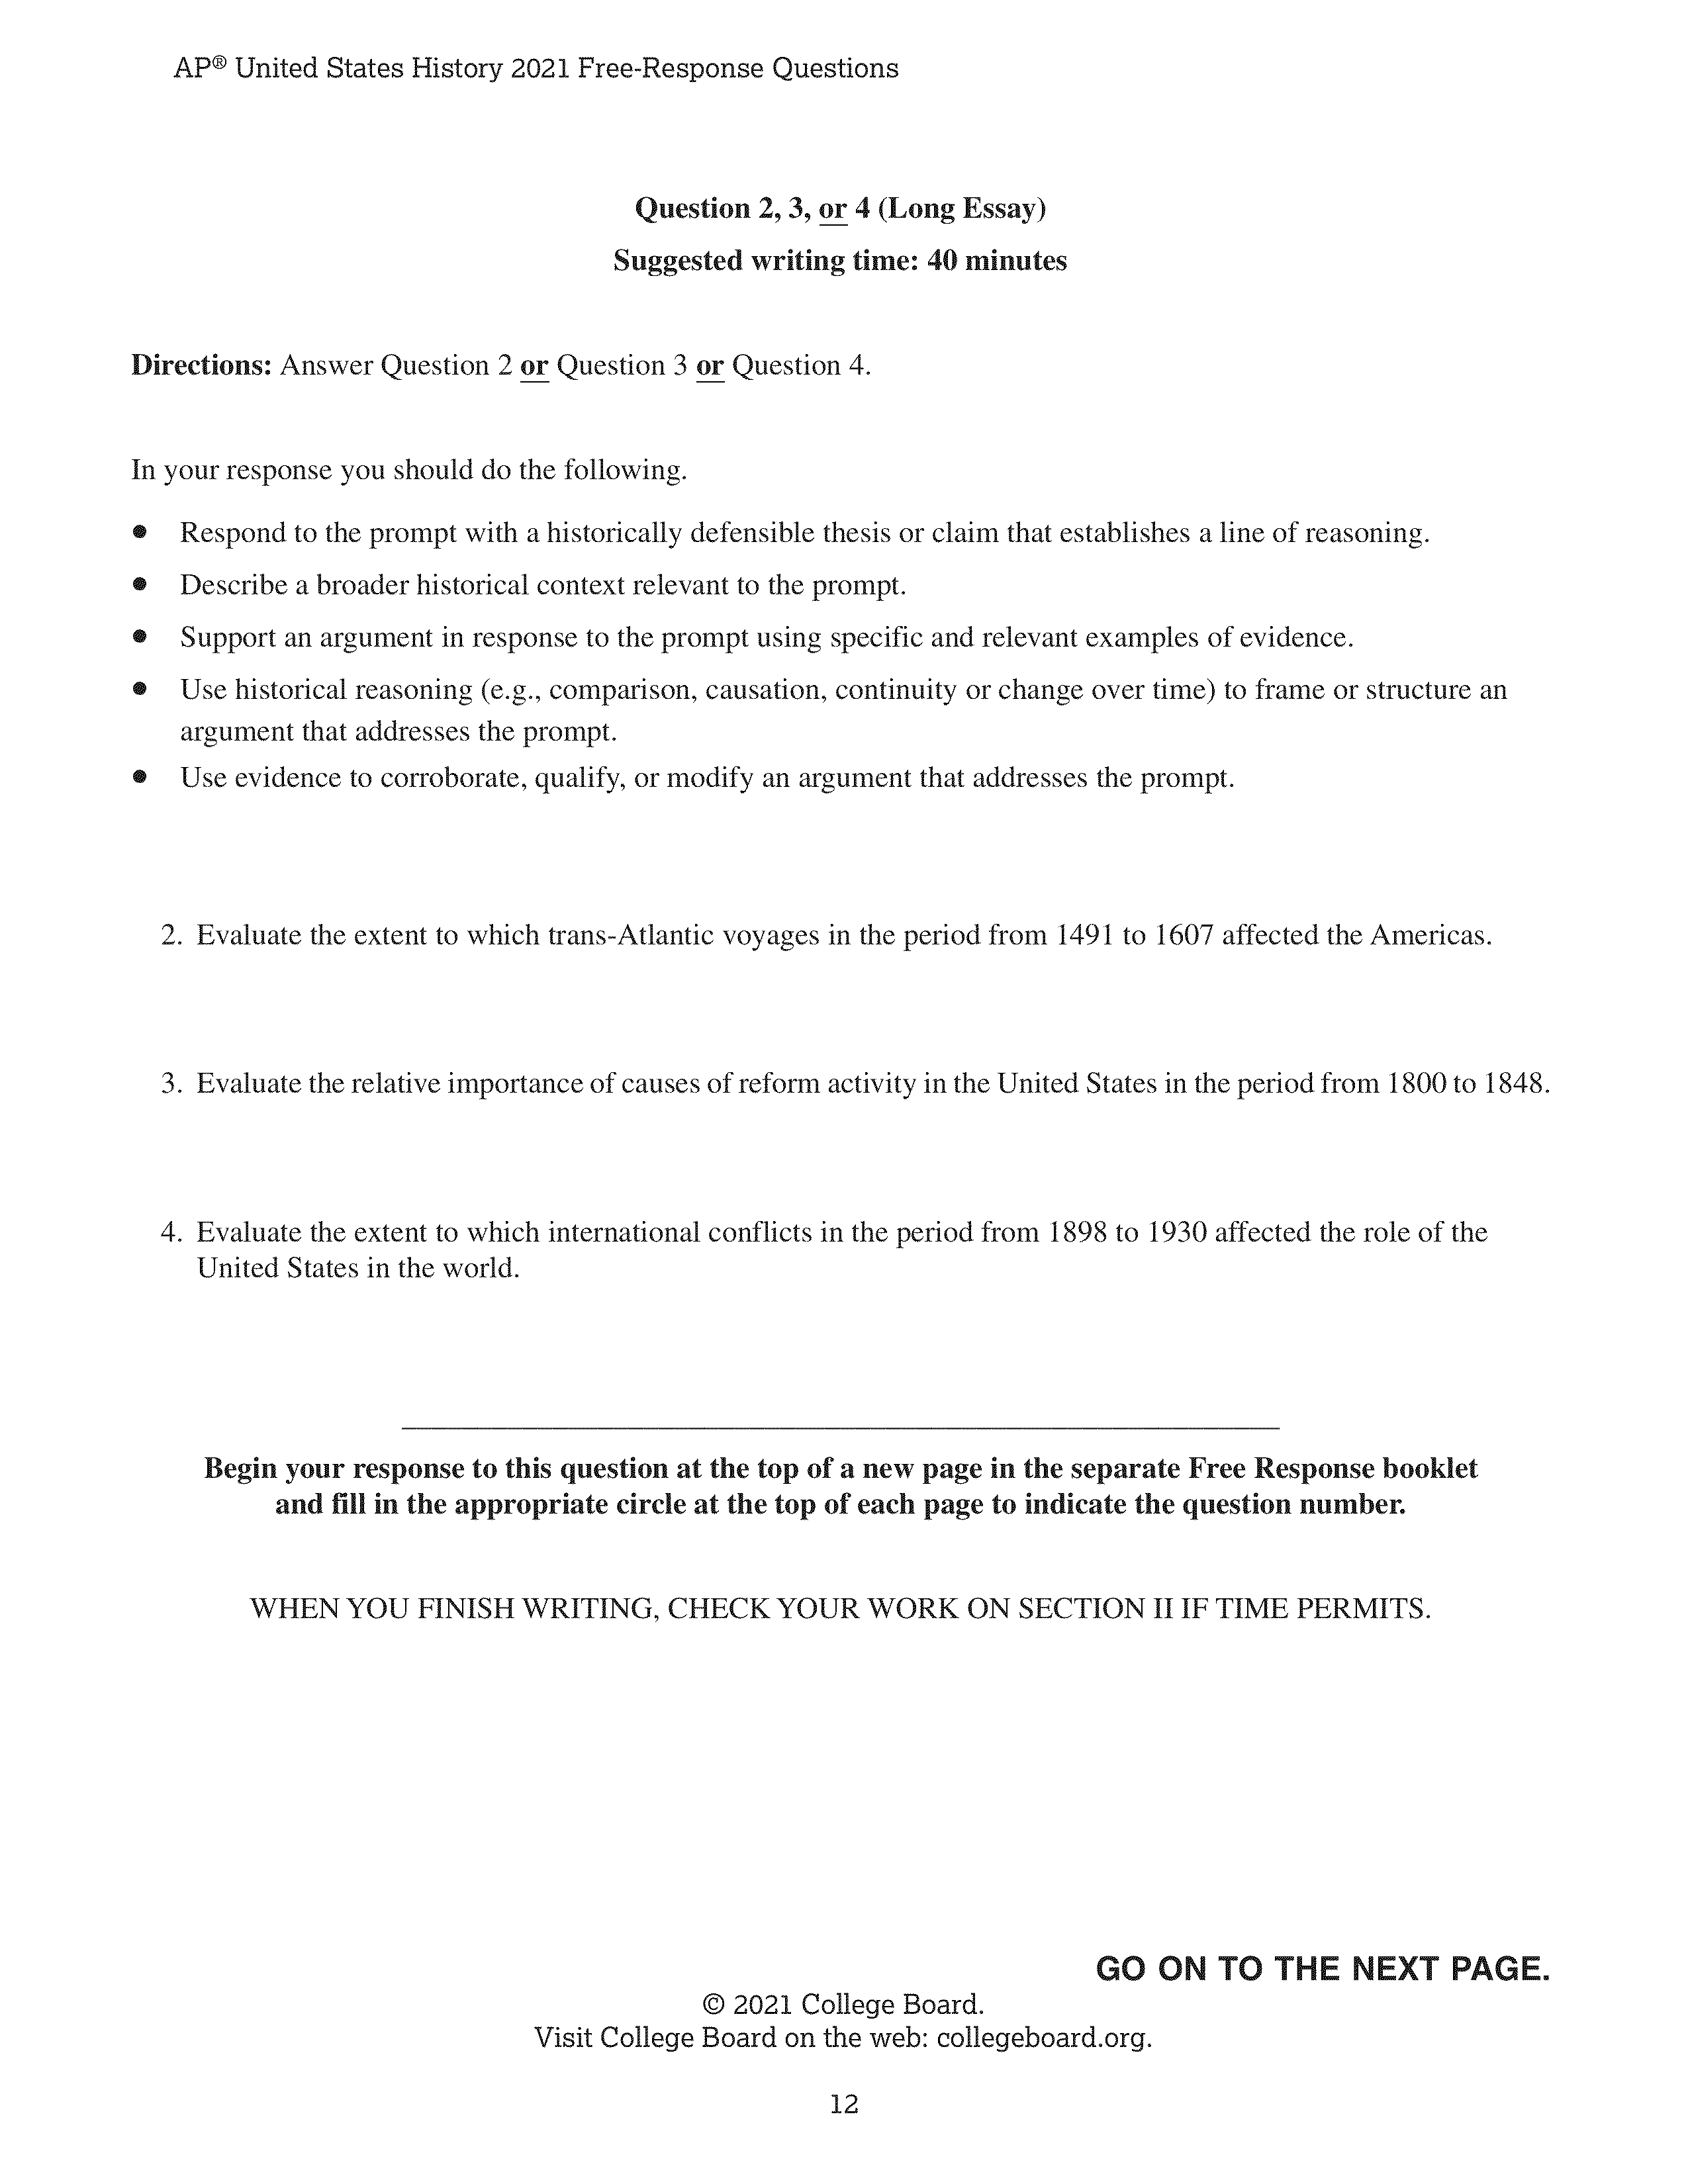 AP® United States History 2021 Free-Response Questions
Question 2, 3, or 4 (Long Essay)
Suggested writing time: 40 minutes
Directions: Answer Question 2 or Question 3 or Question 4.
In your response you should do the following.
• Respond to the prompt with a historically defensible thesis or claim that establishes a line of reasoning.
• Describe a broader historical context relevant to the prompt.
• Support an argument in response to the prompt using specific and relevant examples of evidence.
• Use historical reasoning (e.g., comparison, causation, continuity or change over time) to frame or structure an
argument that addresses the prompt.
• Use evidence to corroborate, qualify, or modify an argument that addresses the prompt.
2. Evaluate the extent to which trans-Atlantic voyages in the period from 1491 to 1607 affected the Americas.
3. Evaluate the relative importance of causes of reform activity in the United States in the period from 1800 to 1848.
4. Evaluate the extent to which international conflicts in the period from 1898 to 1930 affected the role of the
United States in the world.
Begin your response to this question at the top of a new page in the separate Free Response booklet
and fill in the appropriate circle at the top of each page to indicate the question number.
WHEN YOU FINISH WRITING, CHECK YOUR WORK ON SECTION II IF TIME PERMITS.
GO ON TO THE NEXT PAGE.
© 2021 College Board.
Visit College Board on the web: collegeboard.org.
12